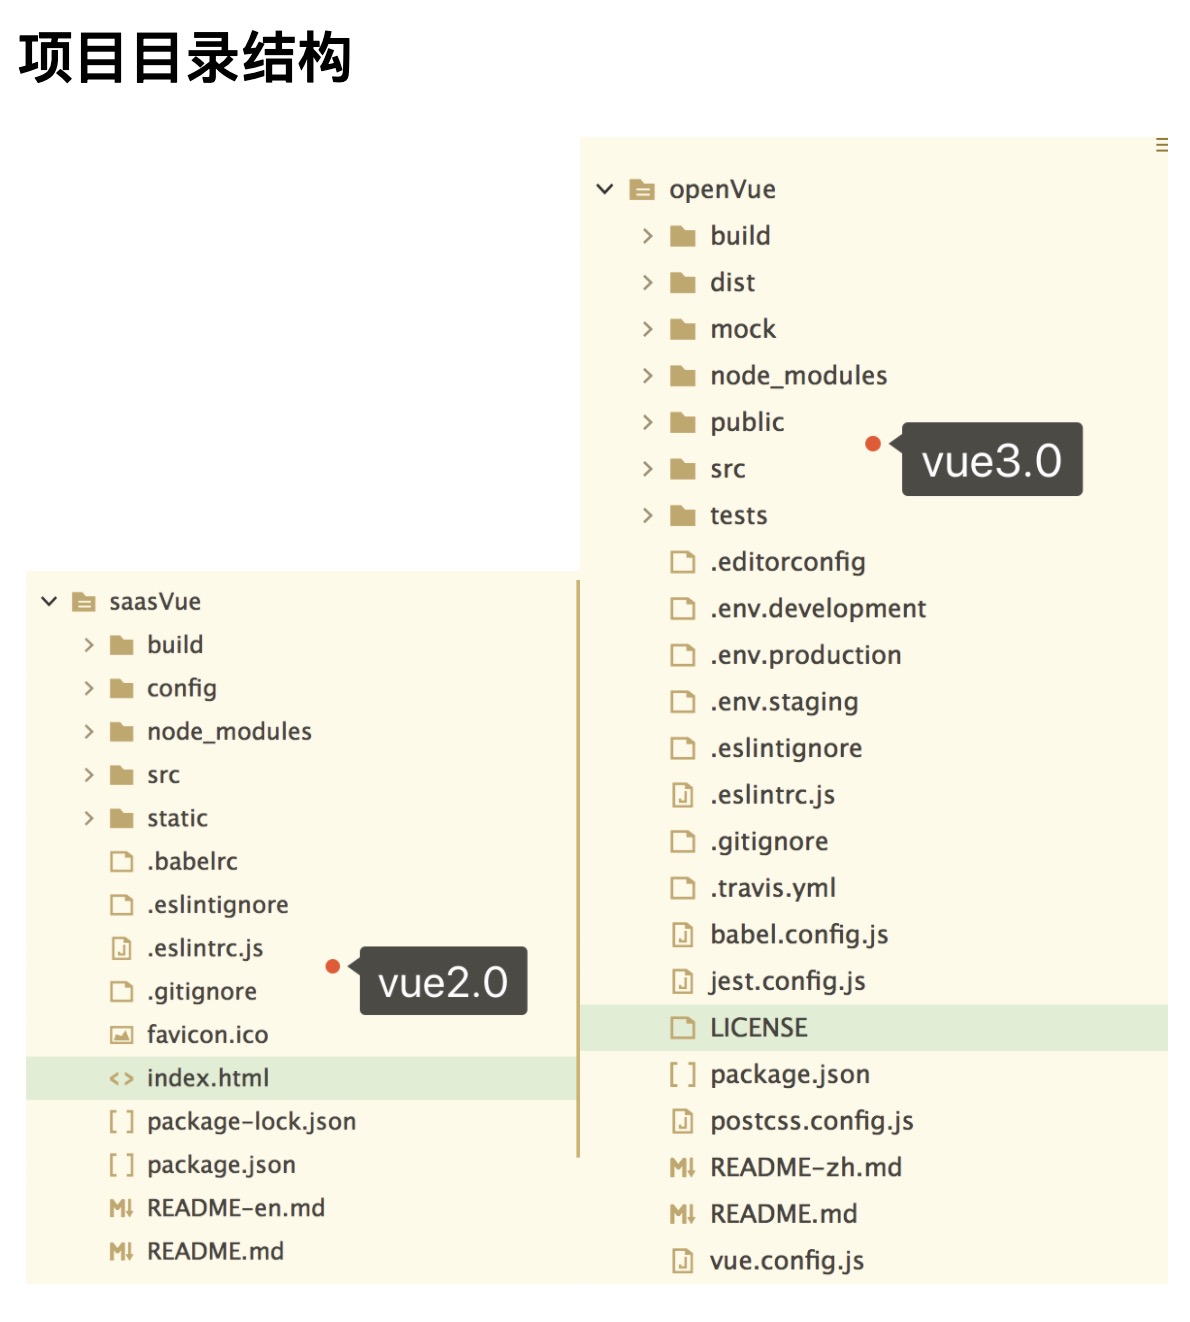 项目目录结构
openVue
build
dist
mock
node_modules
public
src
tests
.editorconfig
.env.development
.env.production
.env.staging
.eslintignore
.eslintrc.js
.gitignore
.travis.yml
babel.config.js
jest.config.js
LICENSE
package.json
postcss.config.js
README-zh.md
README.md
vue.config.js
vue3.0
saasVue
build
config
node_modules
src
static
.babelrc
.eslintignore
.eslintrc.js
.gitignore
favicon.ico
index.html
package-lock.json
package.json
README-en.md
README.md
vue2.0